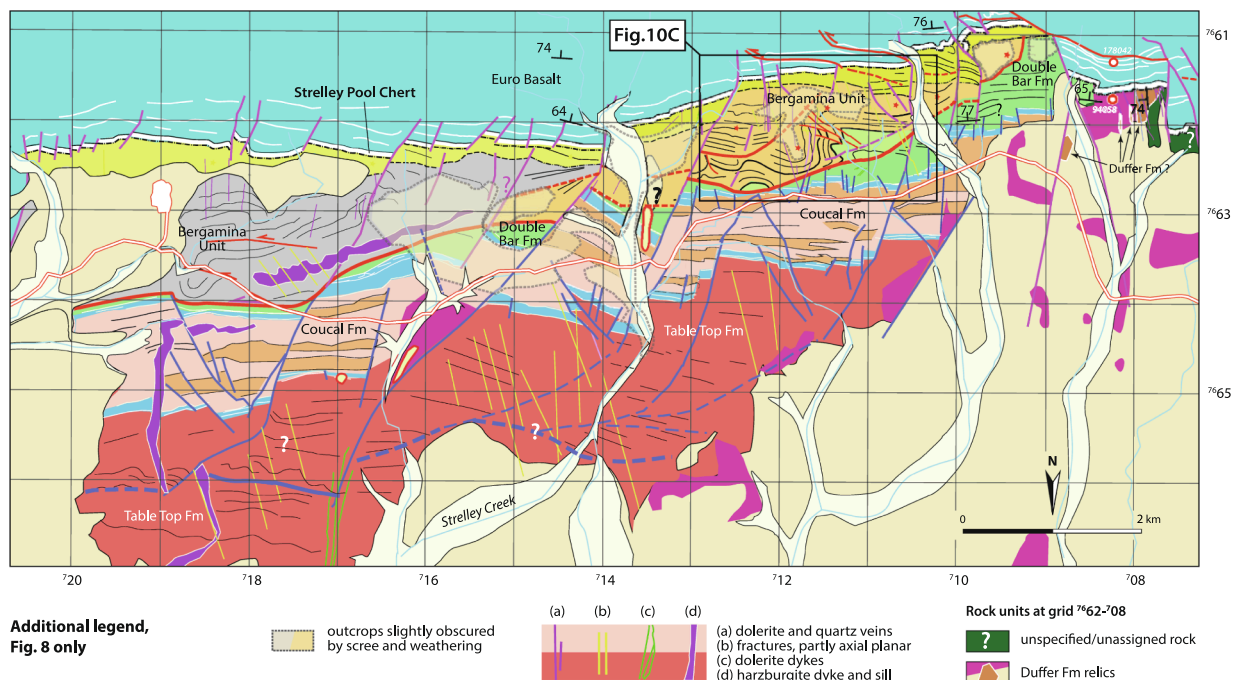 Fig.10C
76
⁷⁶61
74
178042
Euro Basalt
Double
Bar Fm
Strelley Pool Chert
Bergamina Unit
65
94058
74
64
77
?
?
?
Duffer Fm ?
?
?
Coucal Fm
⁷⁶63
Bergamina
Unit
Double
Bar Fm
Coucal Fm
Table Top Fm
⁷⁶65
?
?
N
Table Top Fm
Strelley Creek
0
2 km
⁷20
⁷18
⁷16
⁷14
⁷12
⁷10
⁷08
Additional legend,
Fig. 8 only
outcrops slightly obscured
by scree and weathering
(a)
(b)
(c)
(d)
(a) dolerite and quartz veins
(b) fractures, partly axial planar
(c) dolerite dykes
(d) harzburgite dyke and sill
Rock units at grid ⁷⁶62-⁷08
?
unspecified/unassigned rock
Duffer Fm relics